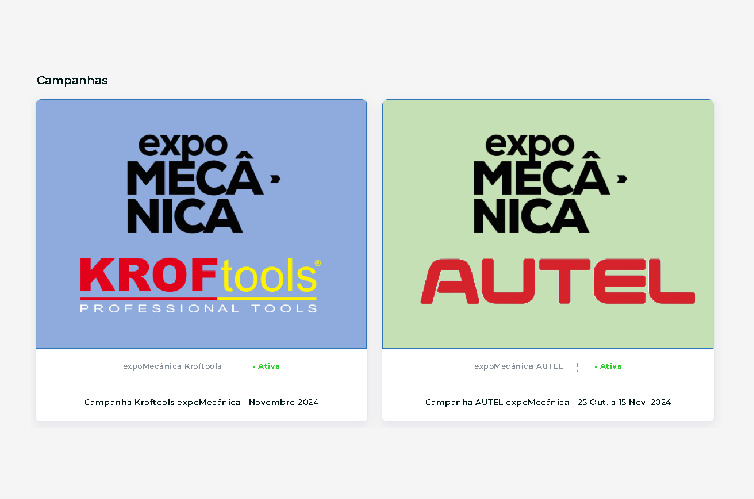 Campanhas
expo
MECÂ
NICA
KROFtools®
PROFESSIONAL TOOLS
expoMecânica Kroftools
• Ativa
Campanha Kroftools expoMecânica - Novembro 2024
expo
MECÂ
NICA
AUTEL
expoMecânica AUTEL
• Ativa
Campanha AUTEL expoMecânica - 25 Out. a 15 Nov. 2024